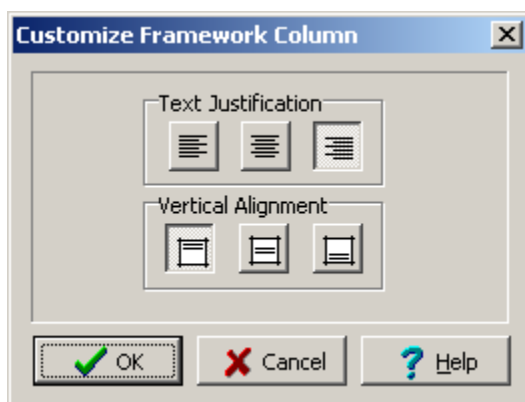 Customize Framework Column
Text Justification
Vertical Alignment
OK
Cancel
Help